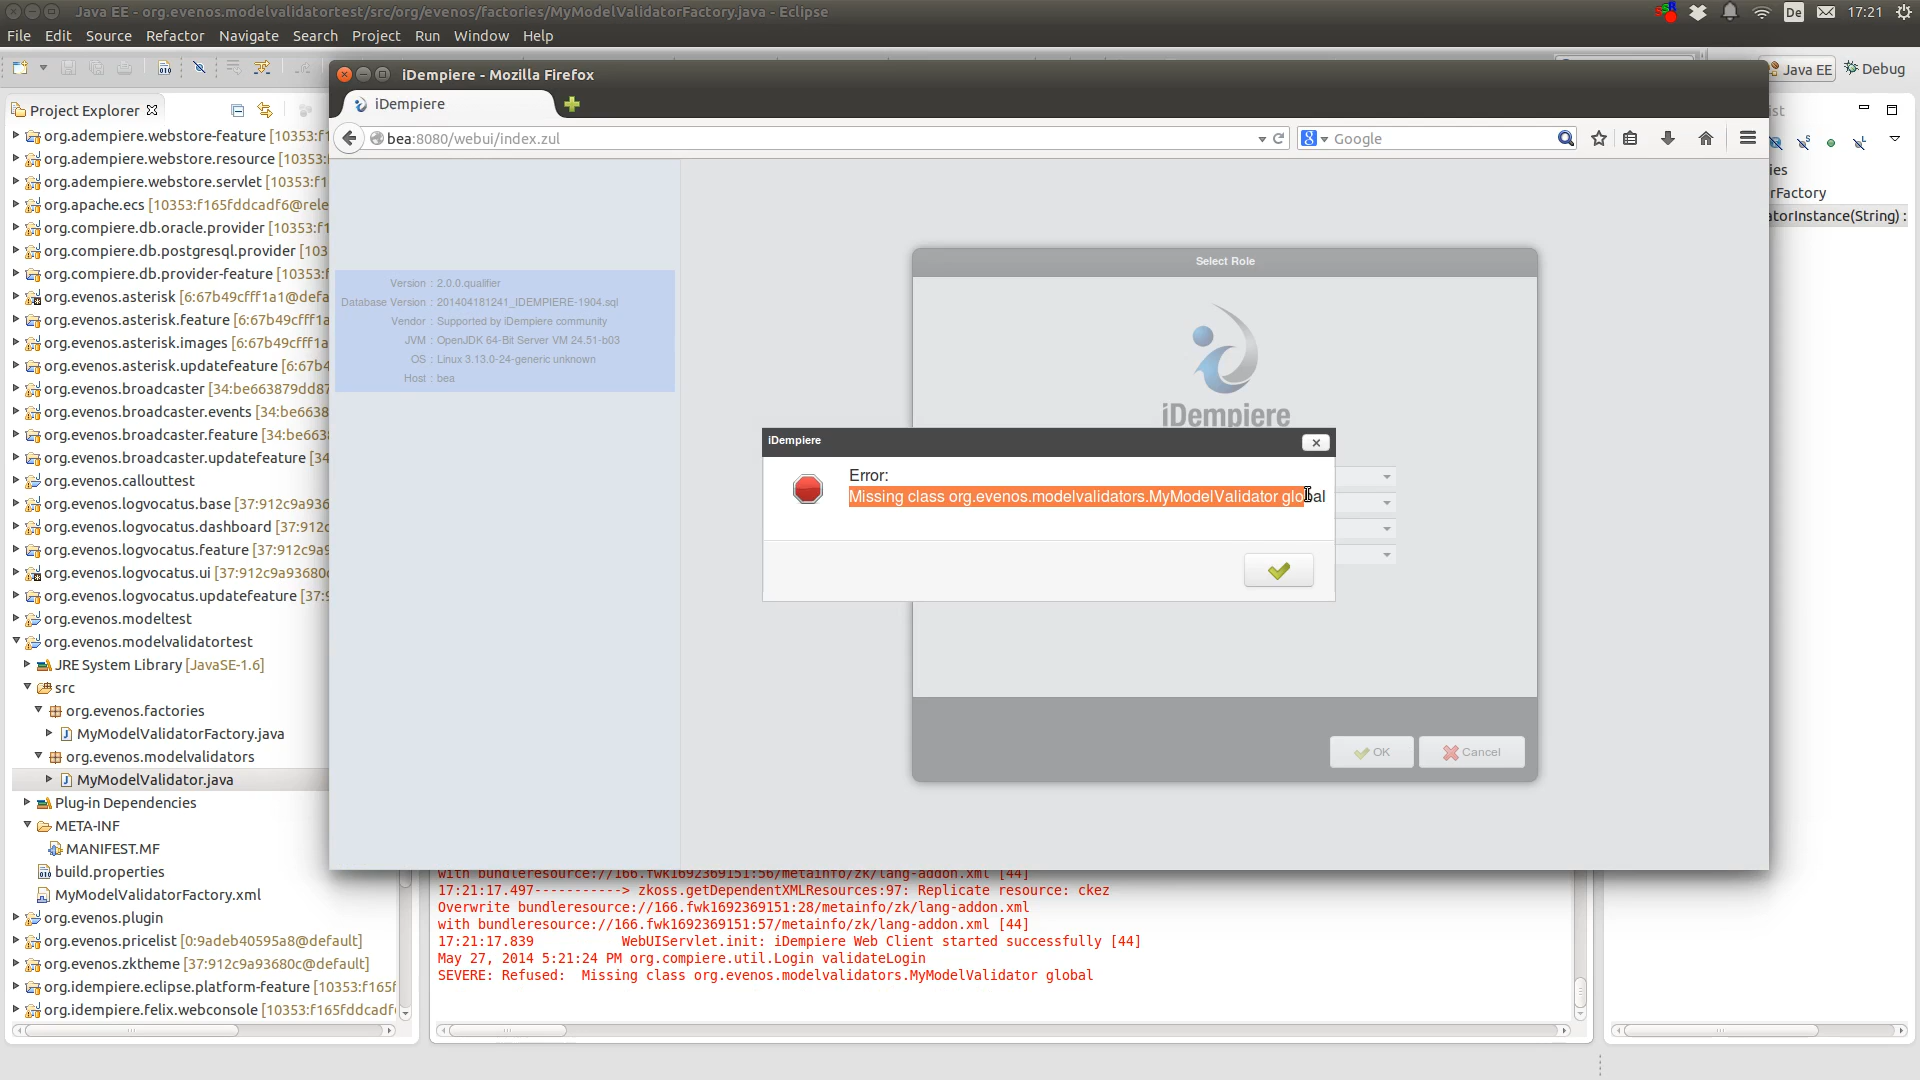 Java EE - org.evenos.modelvalidatortest/src/org/evenos/factories/MyModelValidatorFactory.java - Eclipse
De
17:21
File Edit Source Refactor Navigate Search Project Run Window Help
Java EE
Debug
Project Explorer
org.adempiere.webstore-feature [10353:f1
org.adempiere.webstore.resource [10353:
org.adempiere.webstore.servlet [10353:f1
org.apache.ecs [10353:f165fddcadf6@rele
org.compiere.db.oracle.provider [10353:f
org.compiere.db.postgresql.provider [103
org.compiere.db.provider-feature [10353:
org.evenos.asterisk [6:67b49cfff1a1@defa
org.evenos.asterisk.feature [6:67b49cfff1a
org.evenos.asterisk.images [6:67b49cfff1
org.evenos.asterisk.updatefeature [6:67b4
org.evenos.broadcaster [34:be663879dd87
org.evenos.broadcaster.events [34:be6638
org.evenos.broadcaster.feature [34:be663
org.evenos.broadcaster.updatefeature [34
org.evenos.callouttest
org.evenos.logvocatus.base [37:912c9a936
org.evenos.logvocatus.dashboard [37:912
org.evenos.logvocatus.feature [37:912c9a9
org.evenos.logvocatus.ui [37:912c9a93680
org.evenos.logvocatus.updatefeature [37:9
org.evenos.modeltest
org.evenos.modelvalidatortest
JRE System Library [JavaSE-1.6]
src
org.evenos.factories
MyModelValidatorFactory.java
org.evenos.modelvalidators
MyModelValidator.java
Plug-in Dependencies
META-INF
MANIFEST.MF
build.properties
MyModelValidatorFactory.xml
org.evenos.plugin
org.evenos.pricelist [0:9adeb40595a8@default]
org.evenos.zktheme [37:912c9a93680c@default]
org.idempiere.eclipse.platform-feature [10353:f165f
org.idempiere.felix.webconsole [10353:f165fddcadf
iDempiere - Mozilla Firefox
iDempiere
bea:8080/webui/index.zul
Google
Version : 2.0.0.qualifier
Database Version : 201404181241_IDEMPIERE-1904.sql
Vendor : Supported by iDempiere community
JVM : OpenJDK 64-Bit Server VM 24.51-b03
OS : Linux 3.13.0-24-generic unknown
Host : bea
Select Role
iDempiere
iDempiere
Error:
Missing class org.evenos.modelvalidators.MyModelValidator global
OK
Cancel
ist
ies
rFactory
atorInstance(String) :
with bundleresource://166.fwk1692369151:56/metainfo/zk/lang-addon.xml [44]
17:21:17.497-----------> zkoss.getDependentXMLResources:97: Replicate resource: ckez
Overwrite bundleresource://166.fwk1692369151:28/metainfo/zk/lang-addon.xml
with bundleresource://166.fwk1692369151:57/metainfo/zk/lang-addon.xml [44]
17:21:17.839 WebUIServlet.init: iDempiere Web Client started successfully [44]
May 27, 2014 5:21:24 PM org.compiere.util.Login validateLogin
SEVERE: Refused: Missing class org.evenos.modelvalidators.MyModelValidator global